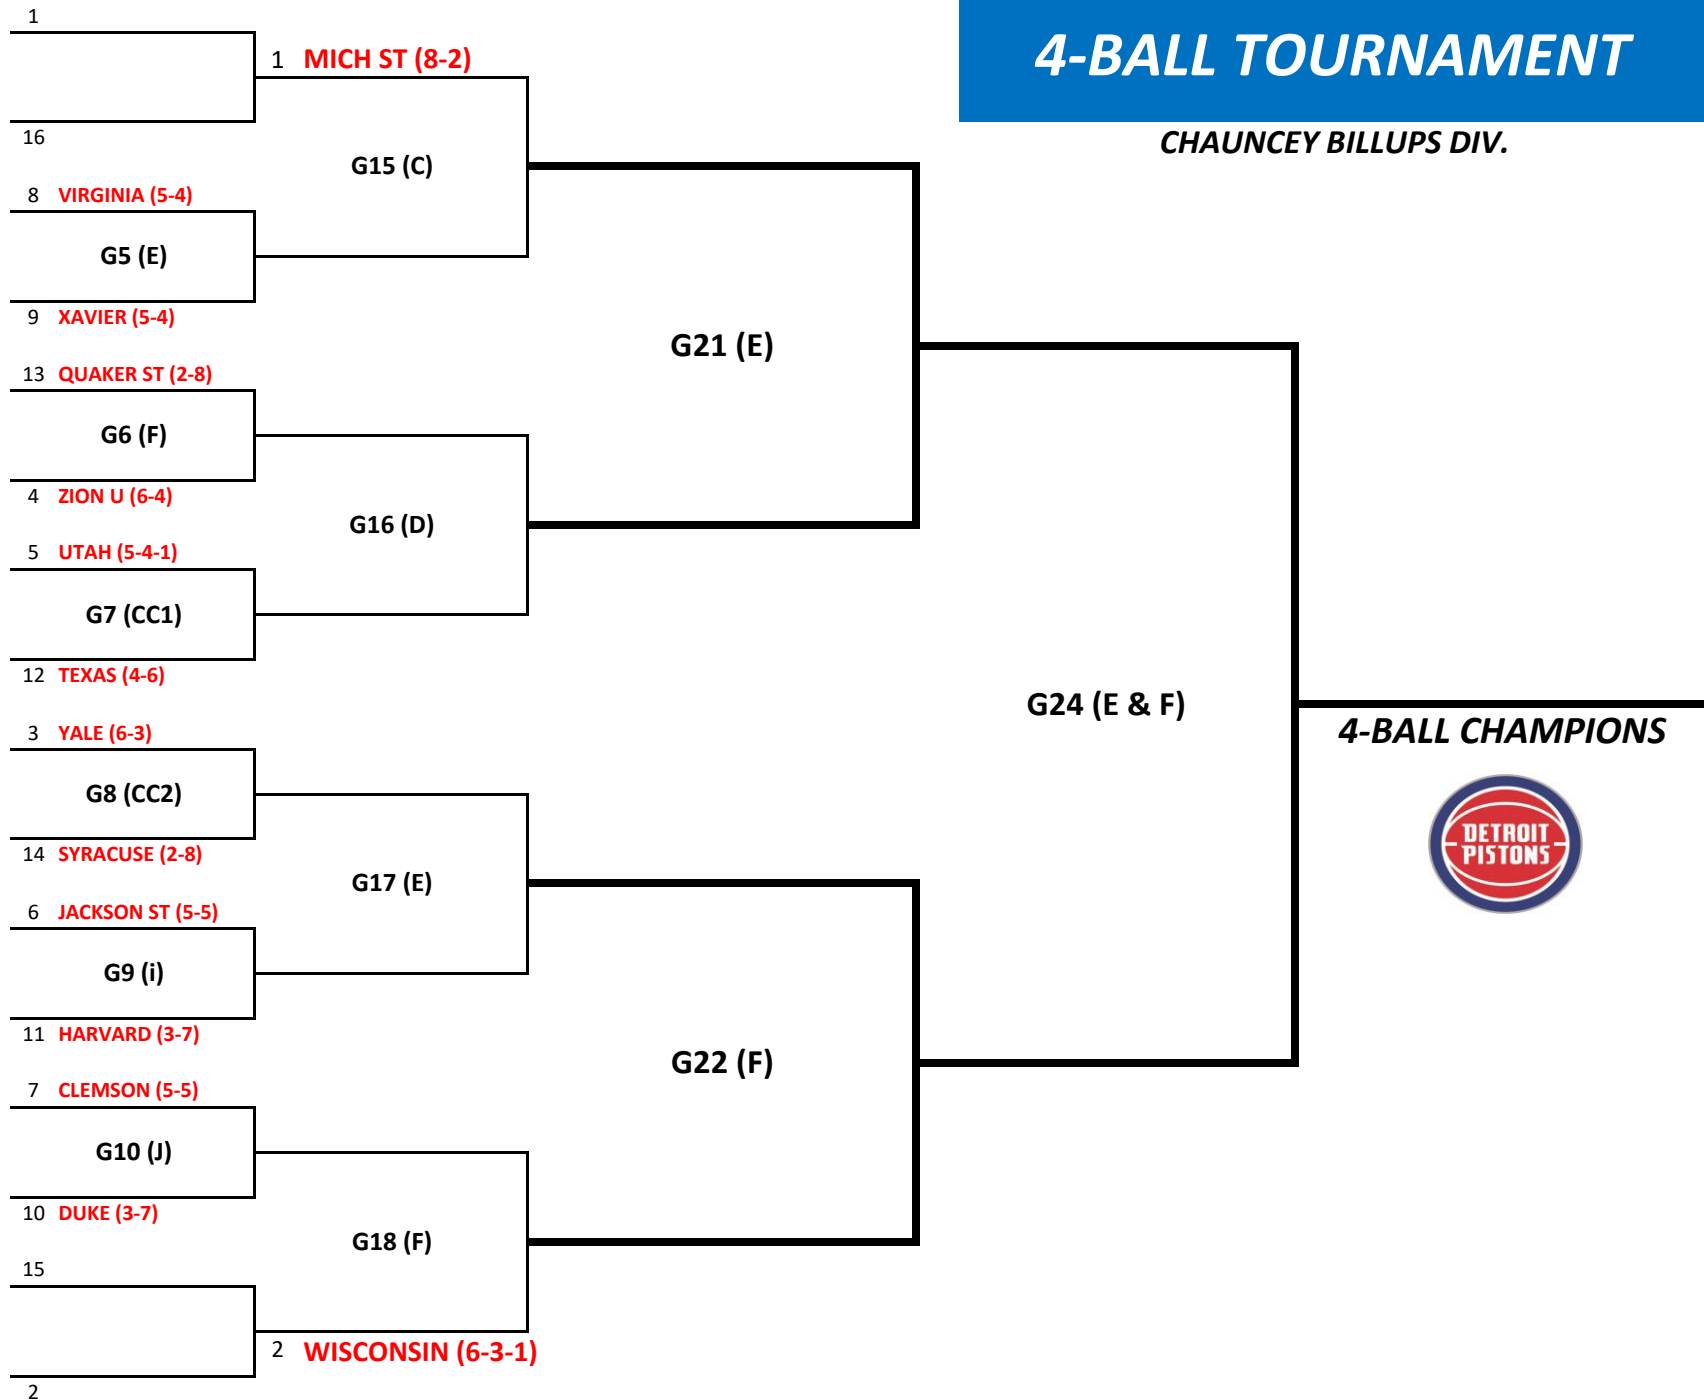 4-BALL TOURNAMENT
CHAUNCEY BILLUPS DIV.
1
1 MICH ST (8-2)
16
G15 (C)
8 VIRGINIA (5-4)
G5 (E)
9 XAVIER (5-4)
G21 (E)
13 QUAKER ST (2-8)
G6 (F)
4 ZION U (6-4)
G16 (D)
5 UTAH (5-4-1)
G7 (CC1)
12 TEXAS (4-6)
G24 (E & F)
4-BALL CHAMPIONS
3 YALE (6-3)
G8 (CC2)
DETROIT
PISTONS
14 SYRACUSE (2-8)
G17 (E)
6 JACKSON ST (5-5)
G9 (i)
11 HARVARD (3-7)
G22 (F)
7 CLEMSON (5-5)
G10 (J)
10 DUKE (3-7)
G18 (F)
15
2 WISCONSIN (6-3-1)
2